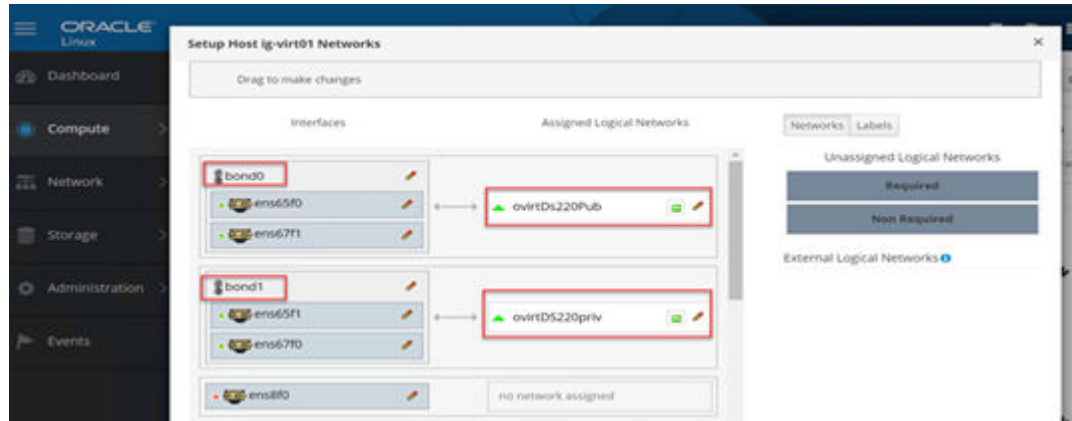 ORACLE
Linux
Dashboard
Compute
Network
Storage
Administration
Events
Setup Host ig-virt01 Networks
×
Drag to make changes
Interfaces
Assigned Logical Networks
bond0
ens65f0
ens67f1
ovirtDs220Pub
bond1
ens65f1
ens67f0
ovirtDS220priv
ens8f0
no network assigned
Networks
Labels
Unassigned Logical Networks
Required
Non Required
External Logical Networks